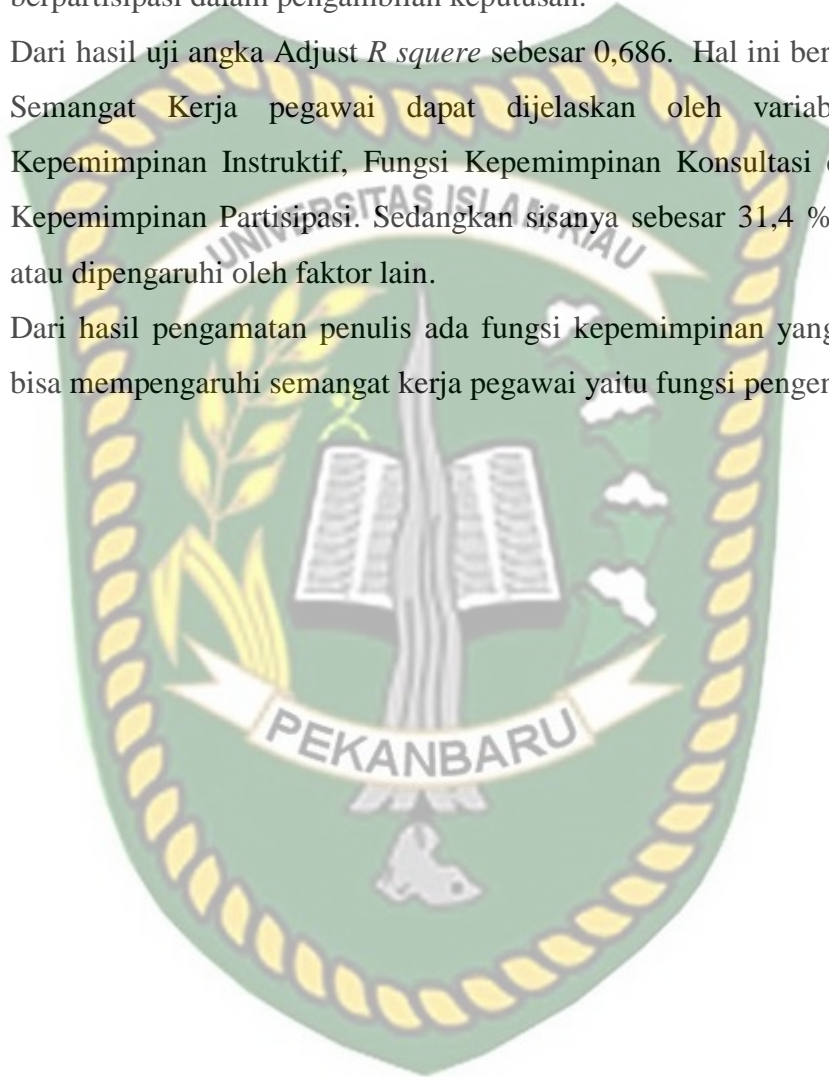 berpartisipasi dalam pengambilan keputusan.
Dari hasil uji angka Adjust R squere sebesar 0,686. Hal ini ber
Semangat Kerja pegawai dapat dijelaskan oleh variab
Kepemimpinan Instruktif, Fungsi Kepemimpinan Konsultasi
Kepemimpinan Partisipasi. Sedangkan sisanya sebesar 31,4 %
atau dipengaruhi oleh faktor lain.
Dari hasil pengamatan penulis ada fungsi kepemimpinan yang
bisa mempengaruhi semangat kerja pegawai yaitu fungsi penge
UNIVERSITAS ISLAM RIAU
PEKANBARU